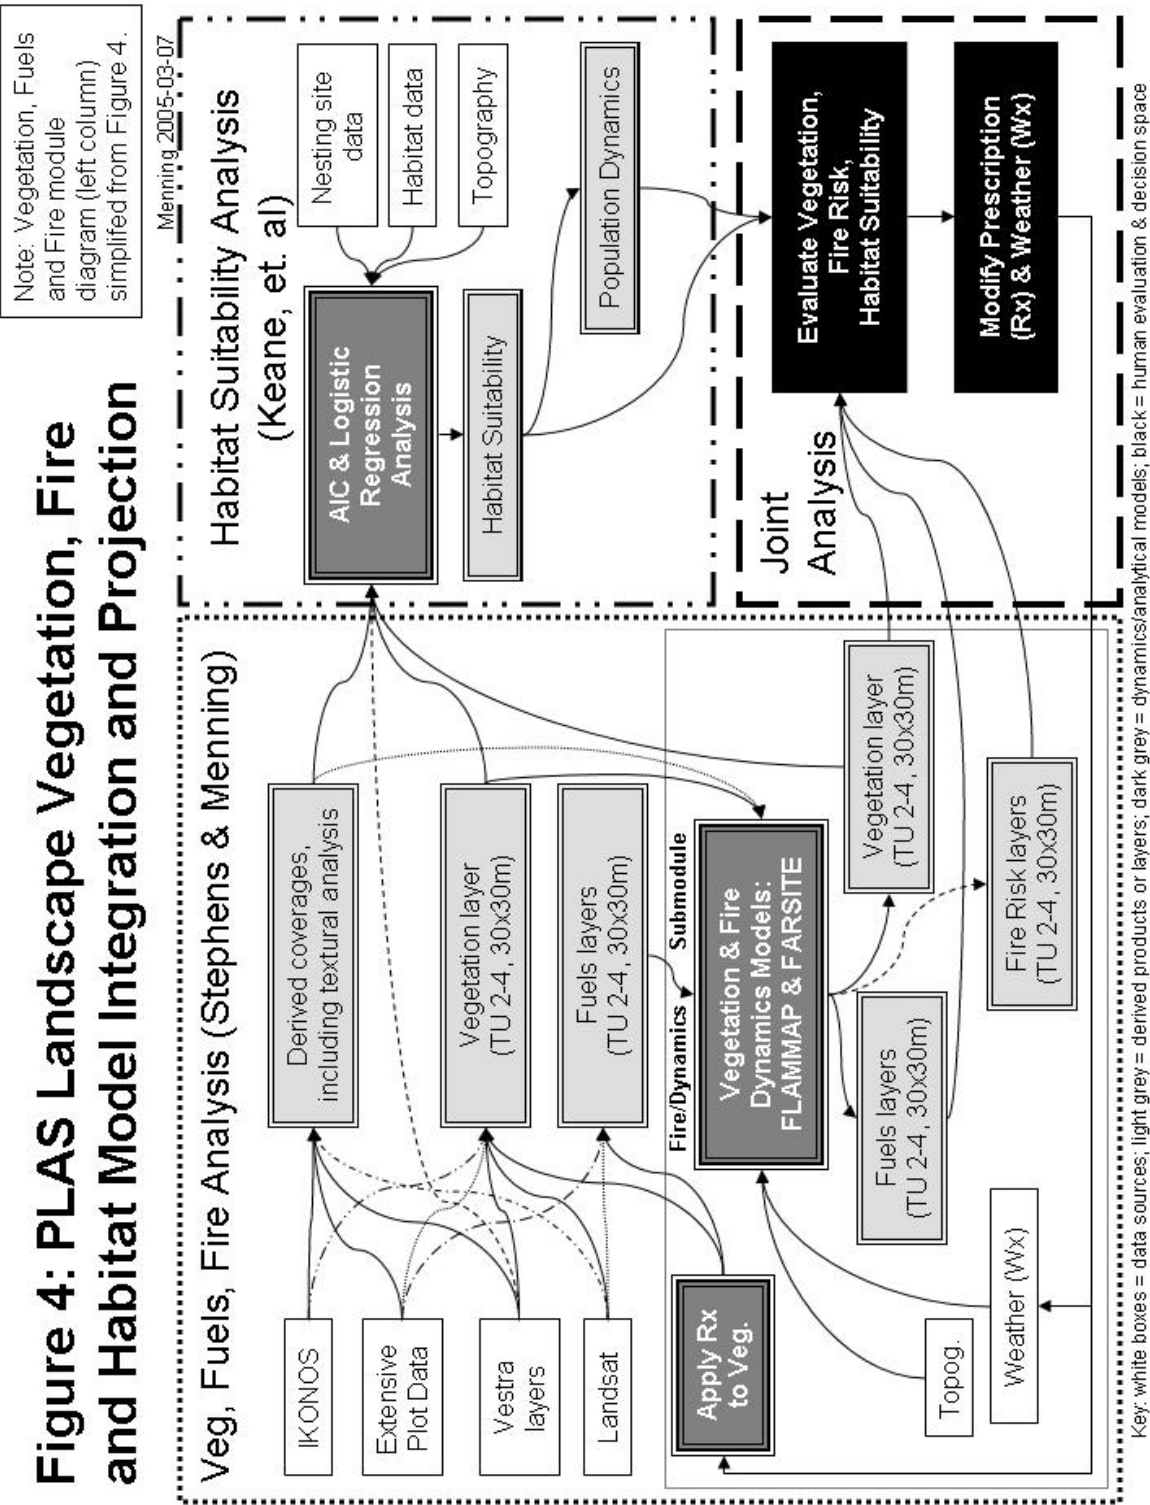 Figure 4: PLAS Landscape Vegetation, Fire
and Habitat Model Integration and Projection
Note: Vegetation, Fuels
and Fire module
diagram (left column)
simplifed from Figure 4.
Menning 2005-03-07
Veg, Fuels, Fire Analysis (Stephens & Menning)
IKONOS
Extensive
Plot Data
Vestra
layers
Landsat
Derived coverages,
including textural analysis
Vegetation layer
(TU 2-4, 30x30m)
Fuels layers
(TU 2-4, 30x30m)
Fire/Dynamics Submodule
Apply Rx
to Veg.
Vegetation & Fire
Dynamics Models:
FLAMMAP & FARSITE
Topog.
Weather (Wx)
Fuels layers
(TU 2-4, 30x30m)
Vegetation layer
(TU 2-4, 30x30m)
Fire Risk layers
(TU 2-4, 30x30m)
Habitat Suitability Analysis
(Keane, et. al)
Nesting site
data
Habitat data
Topography
AIC & Logistic
Regression
Analysis
Habitat Suitability
Population Dynamics
Joint
Analysis
Evaluate Vegetation,
Fire Risk,
Habitat Suitability
Modify Prescription
(Rx) & Weather (Wx)
Key: white boxes = data sources; light grey = derived products or layers; dark grey = dynamics/analytical models; black = human evaluation & decision space